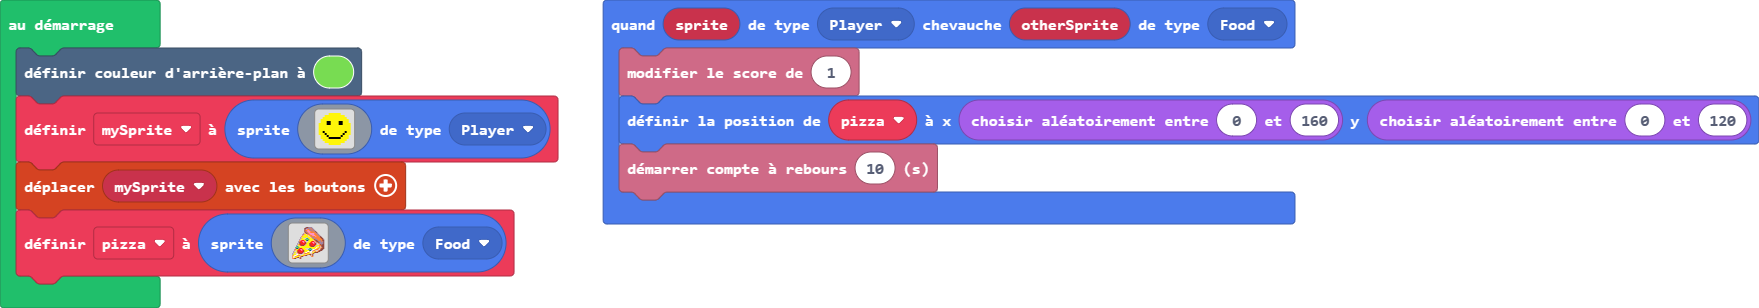 au démarrage
définir couleur d'arrière-plan à
définir mySprite à sprite de type Player
déplacer mySprite avec les boutons
définir pizza à sprite de type Food
quand sprite de type Player chevauche otherSprite de type Food
modifier le score de 1
définir la position de pizza à x choisir aléatoirement entre 0 et 160 y choisir aléatoirement entre 0 et 120
démarrer compte à rebours 10 (s)